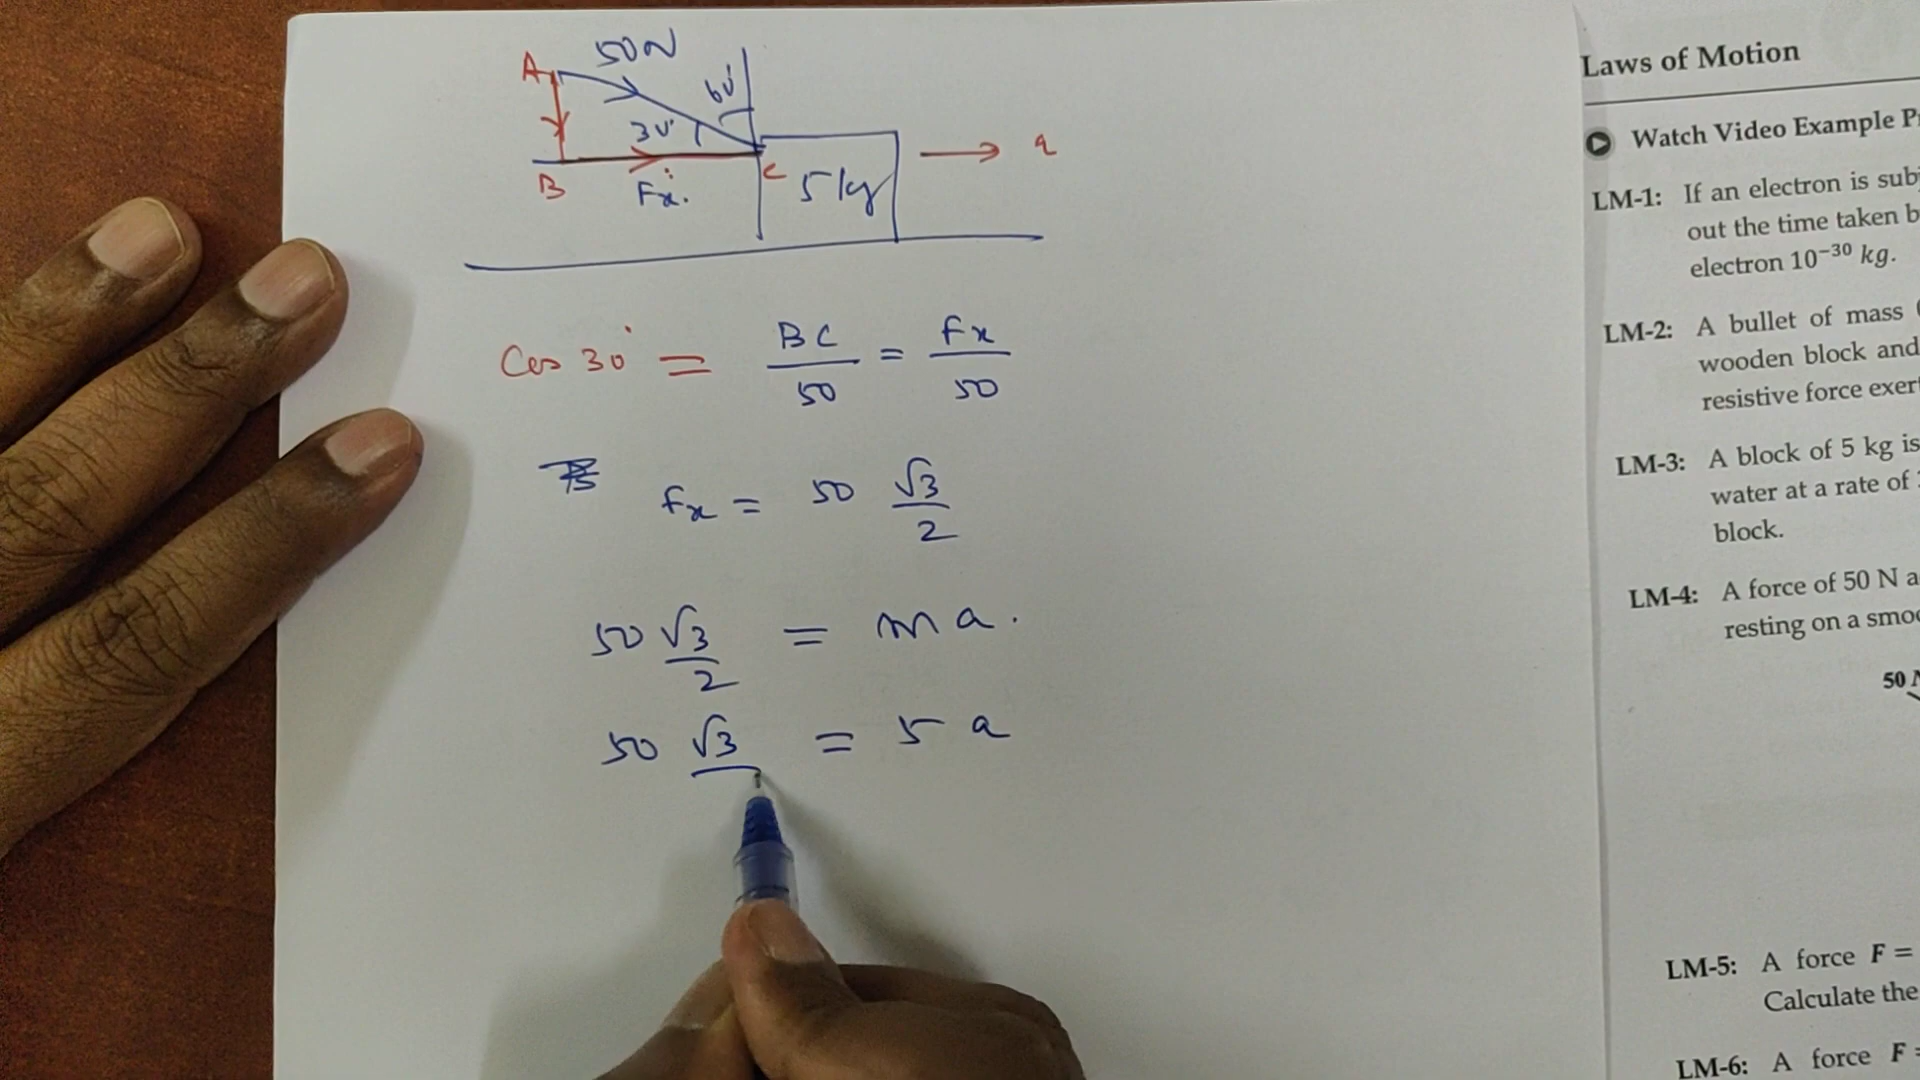 A 50N 60°
30°
B Fx. C 5 kg → a
Cos 30° = BC/50 = Fx/50
Fx = 50 √3/2
50 √3/2 = ma.
50 √3 = 5 a
Laws of Motion
Watch Video Example
LM-1: If an electron is
out the time taken
electron 10⁻³⁰ kg.
LM-2: A bullet of mass
wooden block and
resistive force
LM-3: A block of 5 kg is
water at a rate of
block.
LM-4: A force of 50 N
resting on a
50
LM-5: A force F =
Calculate the
LM-6: A force F